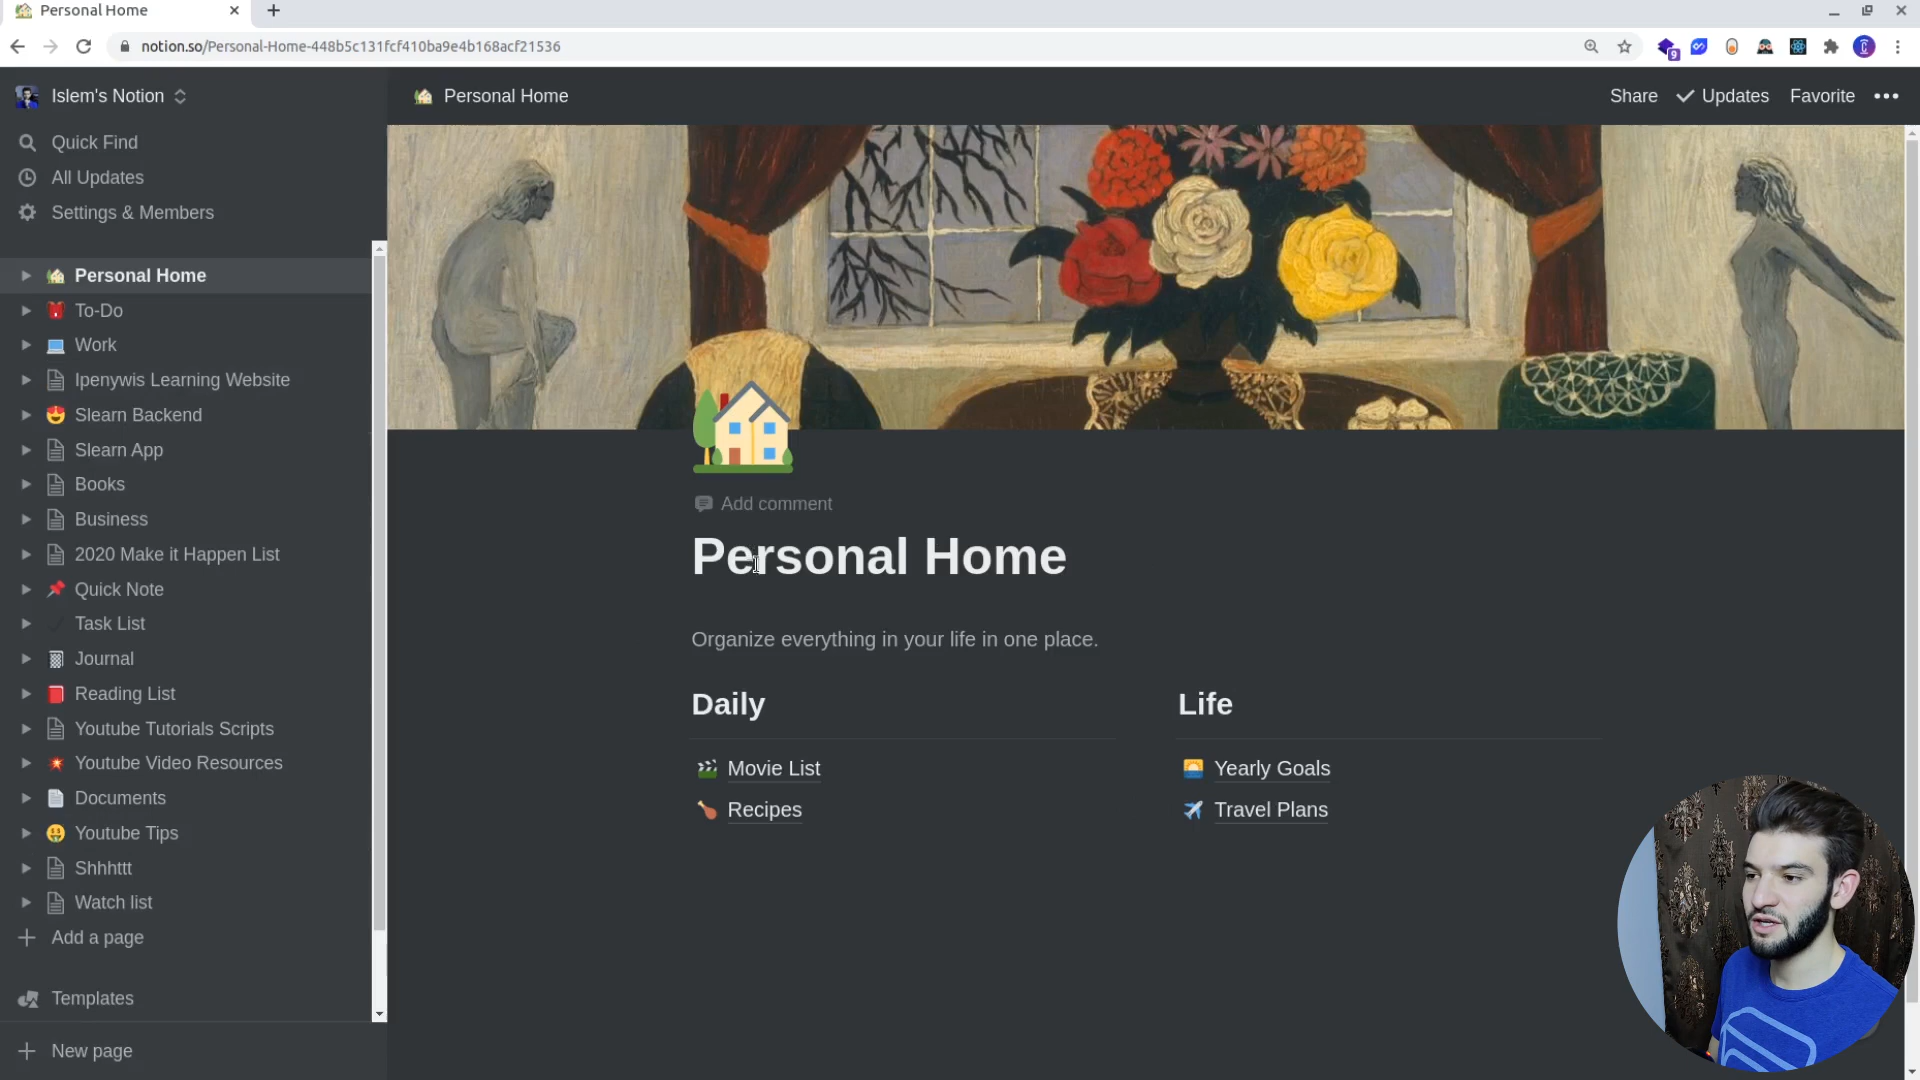 Personal Home
notion.so/Personal-Home-448b5c131fcf410ba9e4b168acf21536
9
Islem's Notion
Personal Home
Share
Updates
Favorite
Quick Find
All Updates
Settings & Members
Personal Home
To-Do
Work
Ipenywis Learning Website
Slearn Backend
Slearn App
Books
Business
2020 Make it Happen List
Quick Note
Task List
Journal
Reading List
Youtube Tutorials Scripts
Youtube Video Resources
Documents
Youtube Tips
Shhhttt
Watch list
Add a page
Templates
New page
Add comment
Personal Home
Organize everything in your life in one place.
Daily
Movie List
Recipes
Life
Yearly Goals
Travel Plans